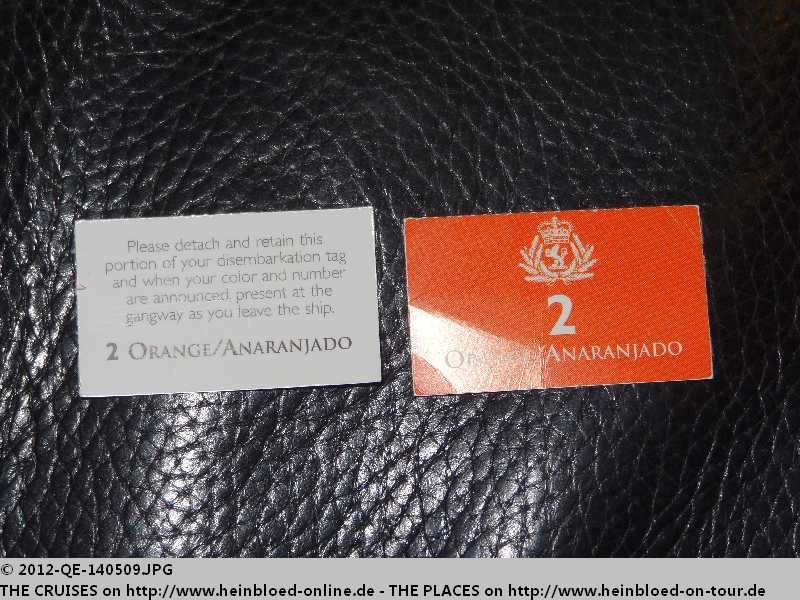 Please detach and retain this
portion of your disembarkation tag
and when your color and number
are announced, present at the
gangway as you leave the ship.
2 ORANGE/ANARANJADO
2
ORANGE/ANARANJADO
© 2012-QE-140509.JPG
THE CRUISES on http://www.heinbloed-online.de - THE PLACES on http://www.heinbloed-on-tour.de